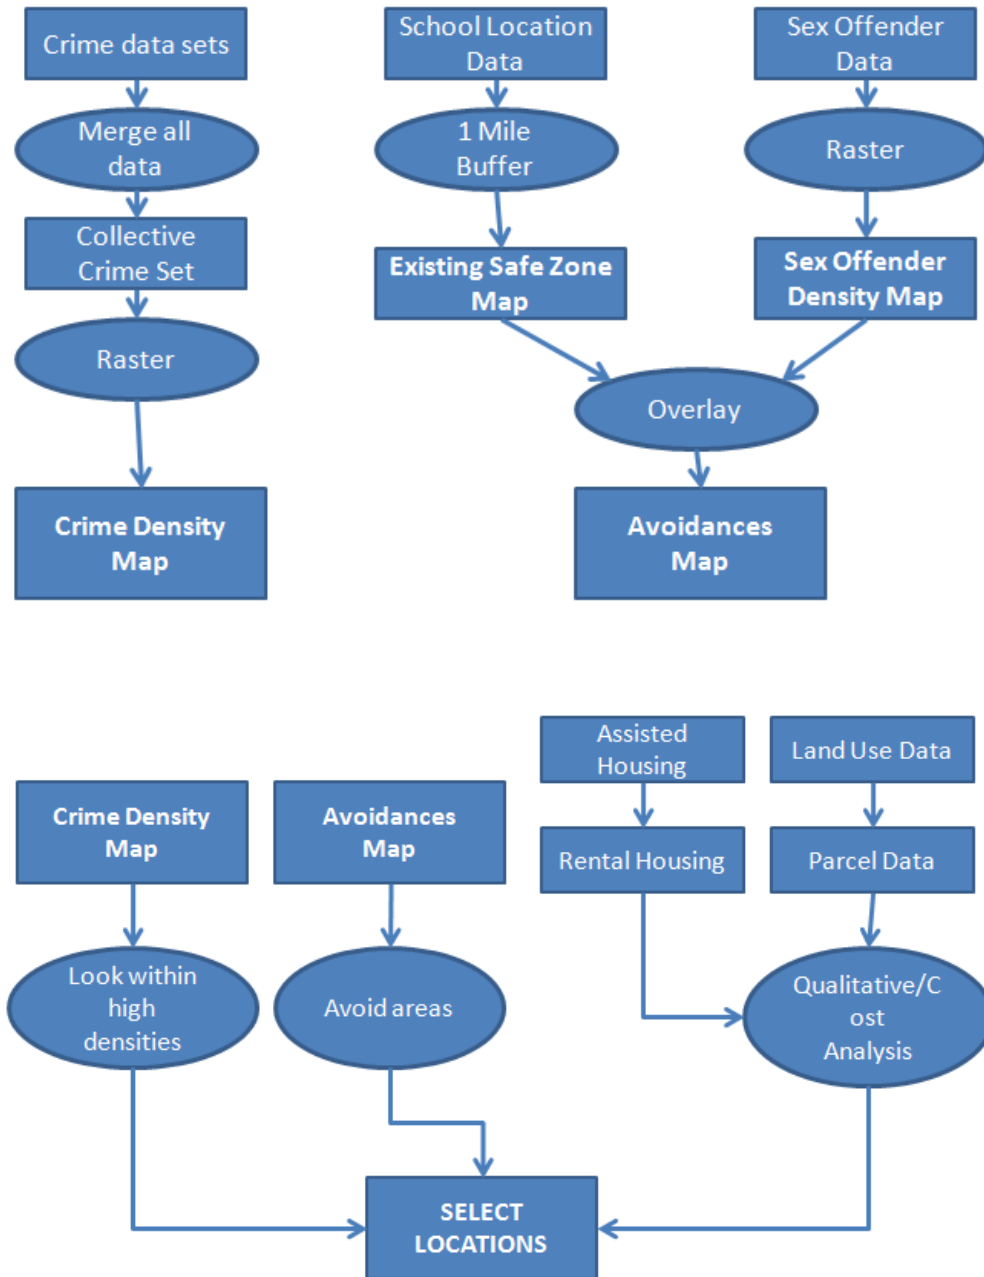 Crime data sets
Merge all
data
Collective
Crime Set
Raster
Crime Density
Map
School Location
Data
1 Mile
Buffer
Existing Safe Zone
Map
Sex Offender
Data
Raster
Sex Offender
Density Map
Overlay
Avoidances
Map
Crime Density
Map
Look within
high
densities
Avoidances
Map
Avoid areas
Assisted
Housing
Rental Housing
Land Use Data
Parcel Data
Qualitative/C
ost
Analysis
SELECT
LOCATIONS